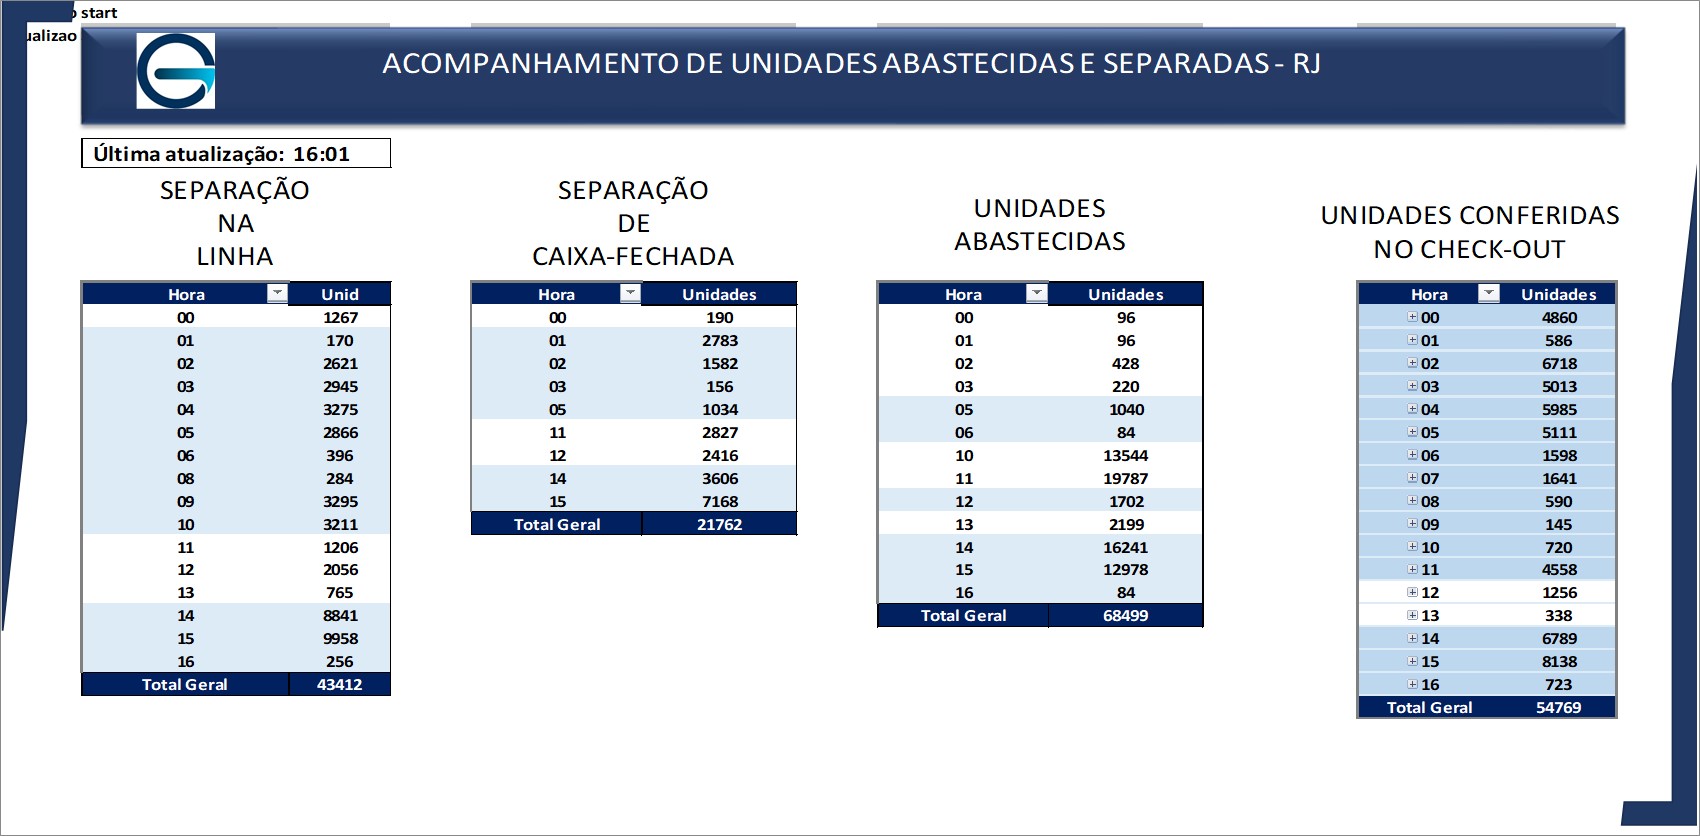 o start
ualizao
ACOMPANHAMENTO DE UNIDADES ABASTECIDAS E SEPARADAS - RJ
Última atualização: 16:01
SEPARAÇÃO
NA
LINHA
Hora Unid
00 1267
01 170
02 2621
03 2945
04 3275
05 2866
06 396
08 284
09 3295
10 3211
11 1206
12 2056
13 765
14 8841
15 9958
16 256
Total Geral 43412
SEPARAÇÃO
DE
CAIXA-FECHADA
Hora Unidades
00 190
01 2783
02 1582
03 156
05 1034
11 2827
12 2416
14 3606
15 7168
Total Geral 21762
UNIDADES
ABASTECIDAS
Hora Unidades
00 96
01 96
02 428
03 220
05 1040
06 84
10 13544
11 19787
12 1702
13 2199
14 16241
15 12978
16 84
Total Geral 68499
UNIDADES CONFERIDAS
NO CHECK-OUT
Hora Unidades
00 4860
01 586
02 6718
03 5013
04 5985
05 5111
06 1598
07 1641
08 590
09 145
10 720
11 4558
12 1256
13 338
14 6789
15 8138
16 723
Total Geral 54769